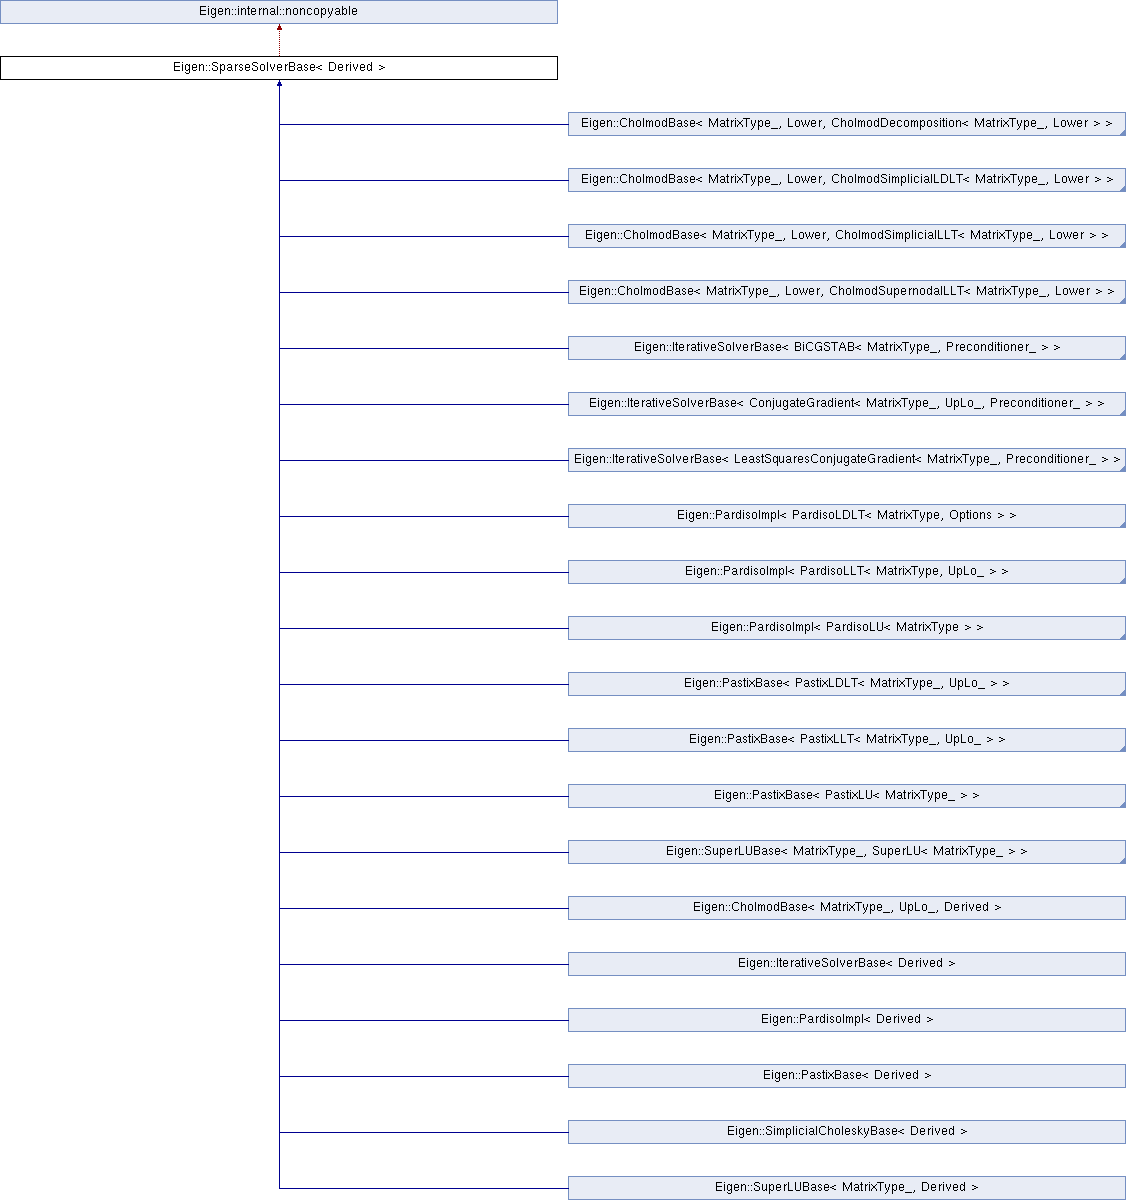 Eigen::internal::noncopyable
Eigen::SparseSolverBase< Derived >
Eigen::CholmodBase< MatrixType_, Lower, CholmodDecomposition< MatrixType_, Lower > >
Eigen::CholmodBase< MatrixType_, Lower, CholmodSimplicialLDLT< MatrixType_, Lower > >
Eigen::CholmodBase< MatrixType_, Lower, CholmodSimplicialLLT< MatrixType_, Lower > >
Eigen::CholmodBase< MatrixType_, Lower, CholmodSupernodalLLT< MatrixType_, Lower > >
Eigen::IterativeSolverBase< BiCGSTAB< MatrixType_, Preconditioner_ > >
Eigen::IterativeSolverBase< ConjugateGradient< MatrixType_, UpLo_, Preconditioner_ > >
Eigen::IterativeSolverBase< LeastSquaresConjugateGradient< MatrixType_, Preconditioner_ > >
Eigen::PardisoImpl< PardisoLDLT< MatrixType, Options > >
Eigen::PardisoImpl< PardisoLLT< MatrixType, UpLo_ > >
Eigen::PardisoImpl< PardisoLU< MatrixType > >
Eigen::PastixBase< PastixLDLT< MatrixType_, UpLo_ > >
Eigen::PastixBase< PastixLLT< MatrixType_, UpLo_ > >
Eigen::PastixBase< PastixLU< MatrixType_ > >
Eigen::SuperLUBase< MatrixType_, SuperLU< MatrixType_ > >
Eigen::CholmodBase< MatrixType_, UpLo_, Derived >
Eigen::IterativeSolverBase< Derived >
Eigen::PardisoImpl< Derived >
Eigen::PastixBase< Derived >
Eigen::SimplicialCholeskyBase< Derived >
Eigen::SuperLUBase< MatrixType_, Derived >